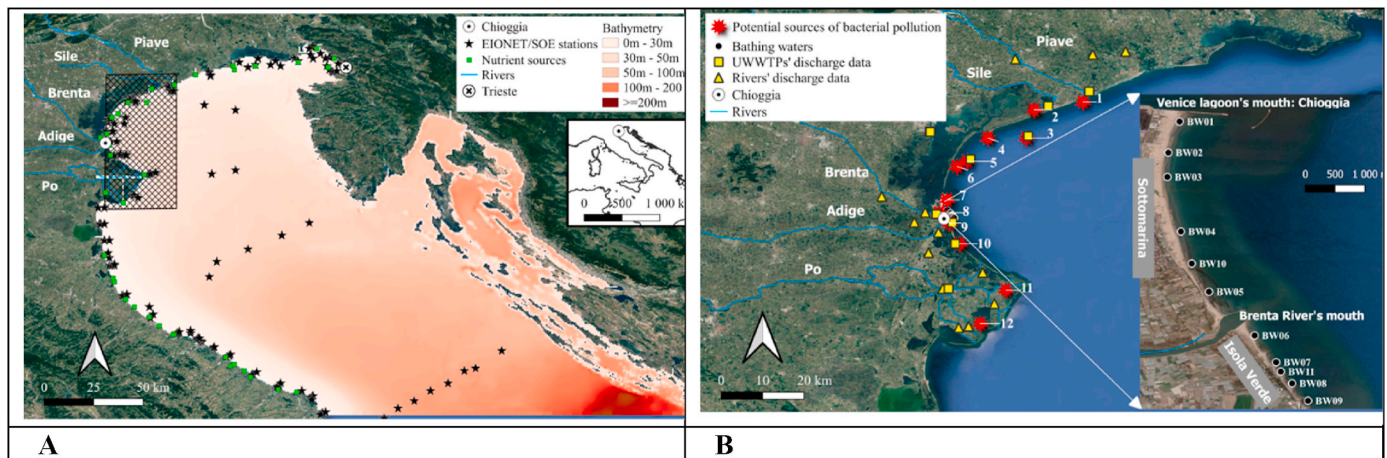 Chioggia
EIONET/SOE stations
Nutrient sources
Rivers
Trieste
Bathymetry
0m - 30m
30m - 50m
50m - 100m
100m - 200
>=200m
Piave
Sile
Brenta
Adige
Po
0 500 1 000 k
0 25 50 km
A
Potential sources of bacterial pollution
Bathing waters
UWWTPs' discharge data
Rivers' discharge data
Chioggia
Rivers
Piave
Sile
Brenta
Adige
Po
1
2
3
4
5
6
7
8
9
10
11
12
0 10 20 km
Venice lagoon's mouth: Chioggia
BW01
BW02
BW03
Sottomarina
0 500 1 000
BW04
BW10
BW05
Brenta River's mouth
BW06
Isola Verde
BW07
BW11
BW08
BW09
B